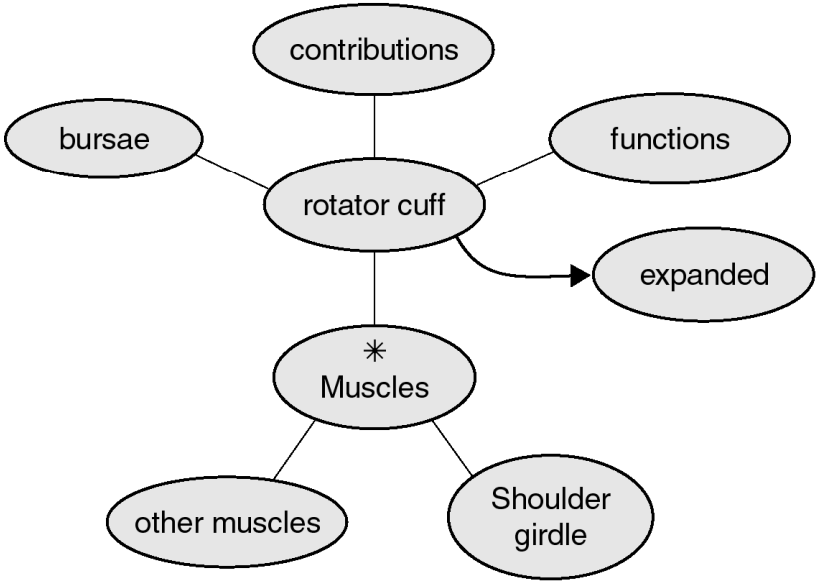 contributions
bursae
functions
rotator cuff
expanded
✳
Muscles
other muscles
Shoulder
girdle